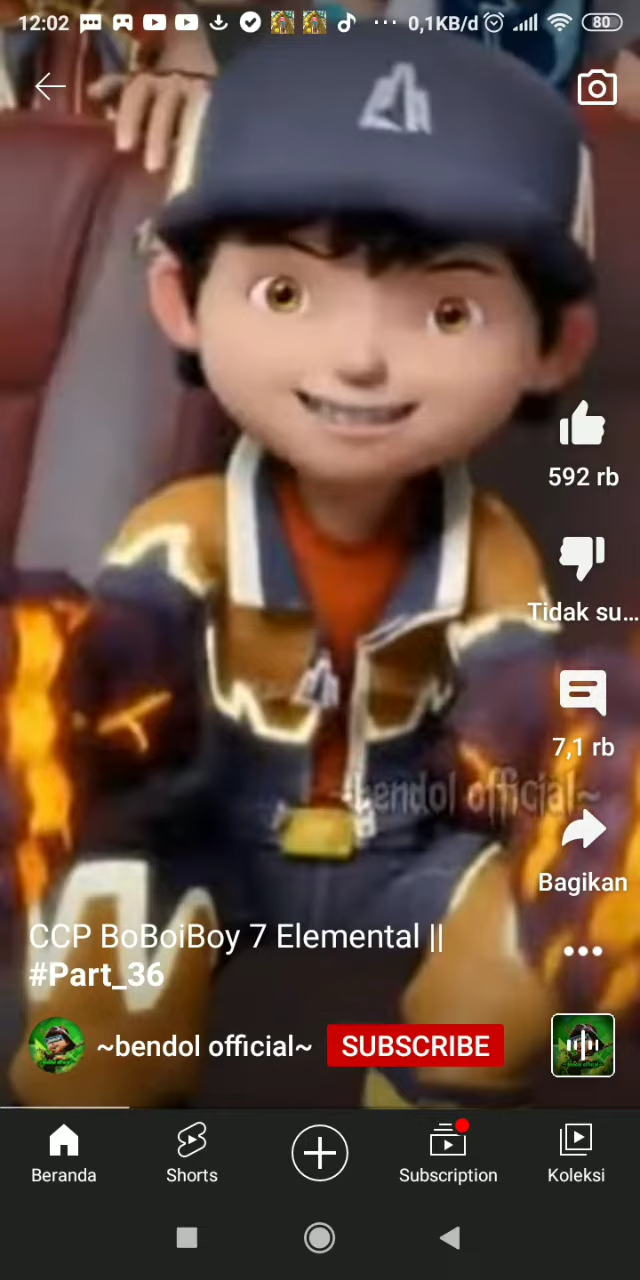 12:02
0,1KB/d
80
592 rb
Tidak su...
7,1 rb
~bendol official~
Bagikan
CCP BoBoiBoy 7 Elemental ||
#Part_36
~bendol official~
SUBSCRIBE
Beranda
Shorts
Subscription
Koleksi